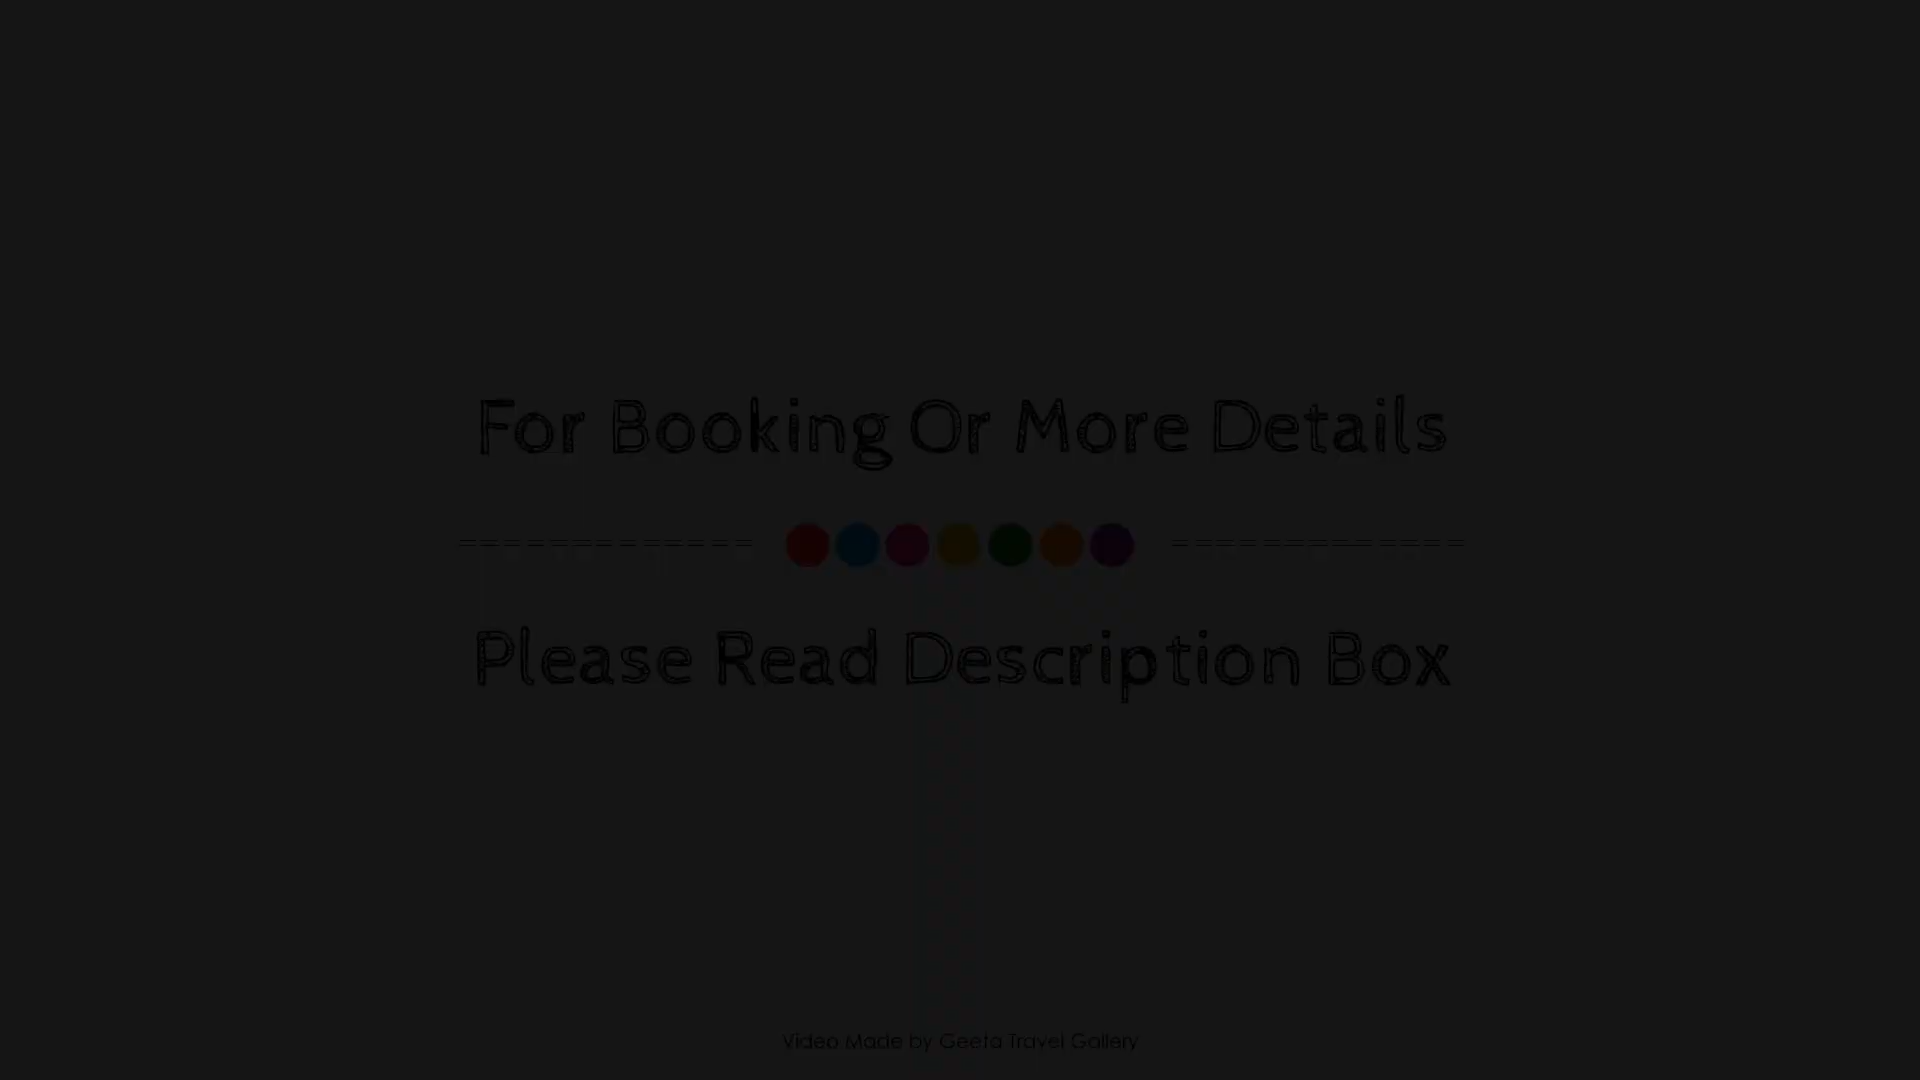 For Booking Or More Details
============= =============
Please Read Description Box
Video Made by Geeta Travel Gallery